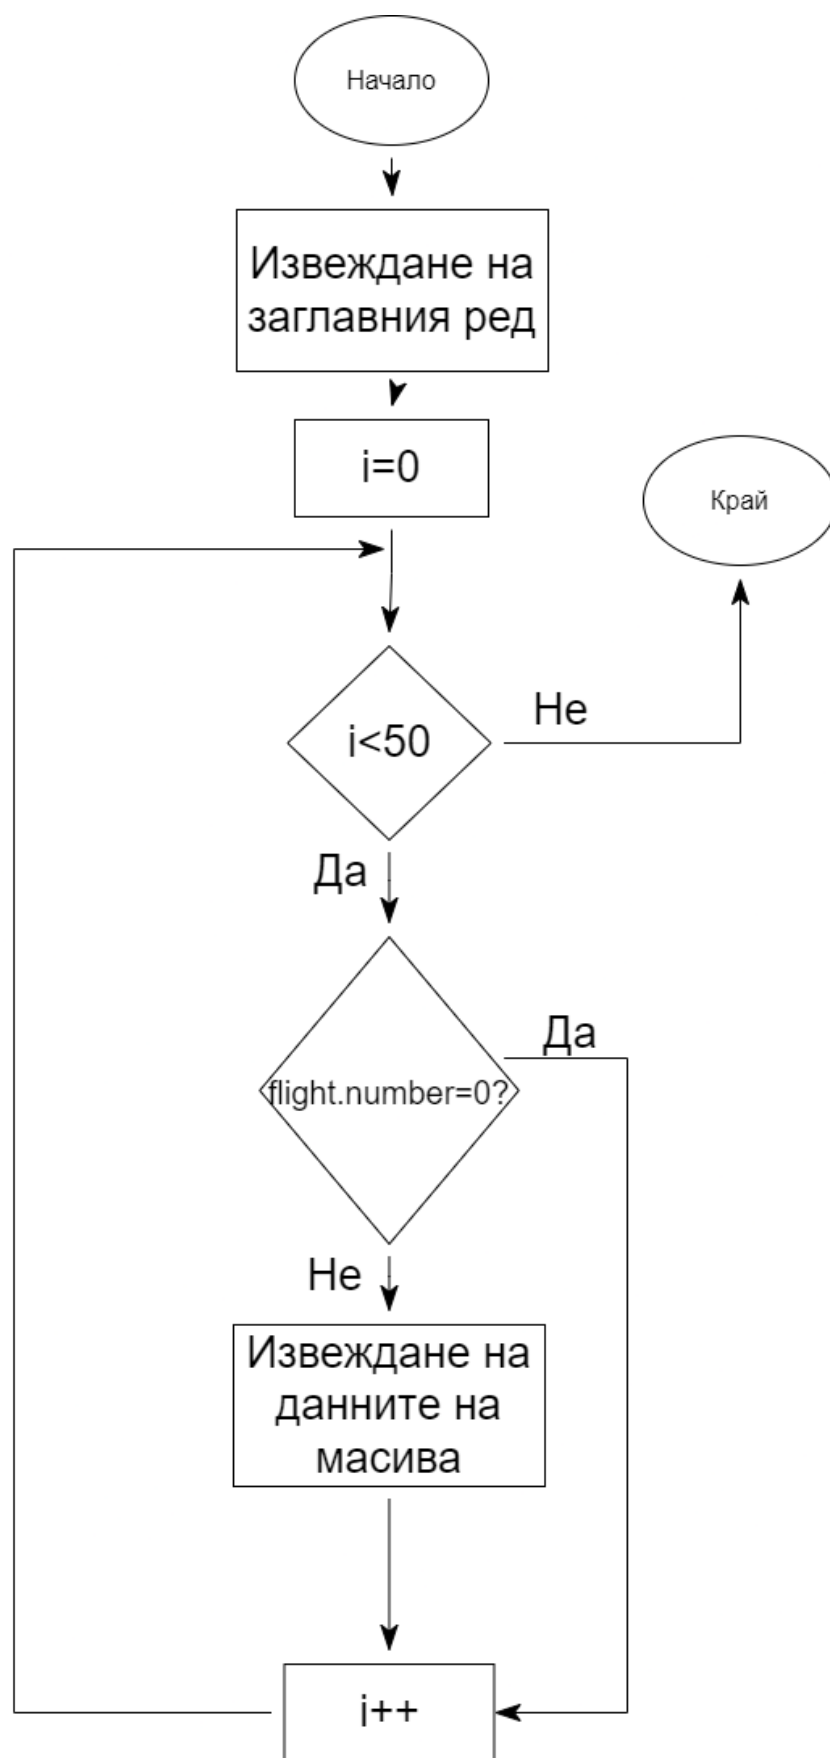 Начало
Извеждане на
заглавния ред
i=0
Край
i<50
Не
Да
flight.number=0?
Да
Не
Извеждане на
данните на
масива
i++